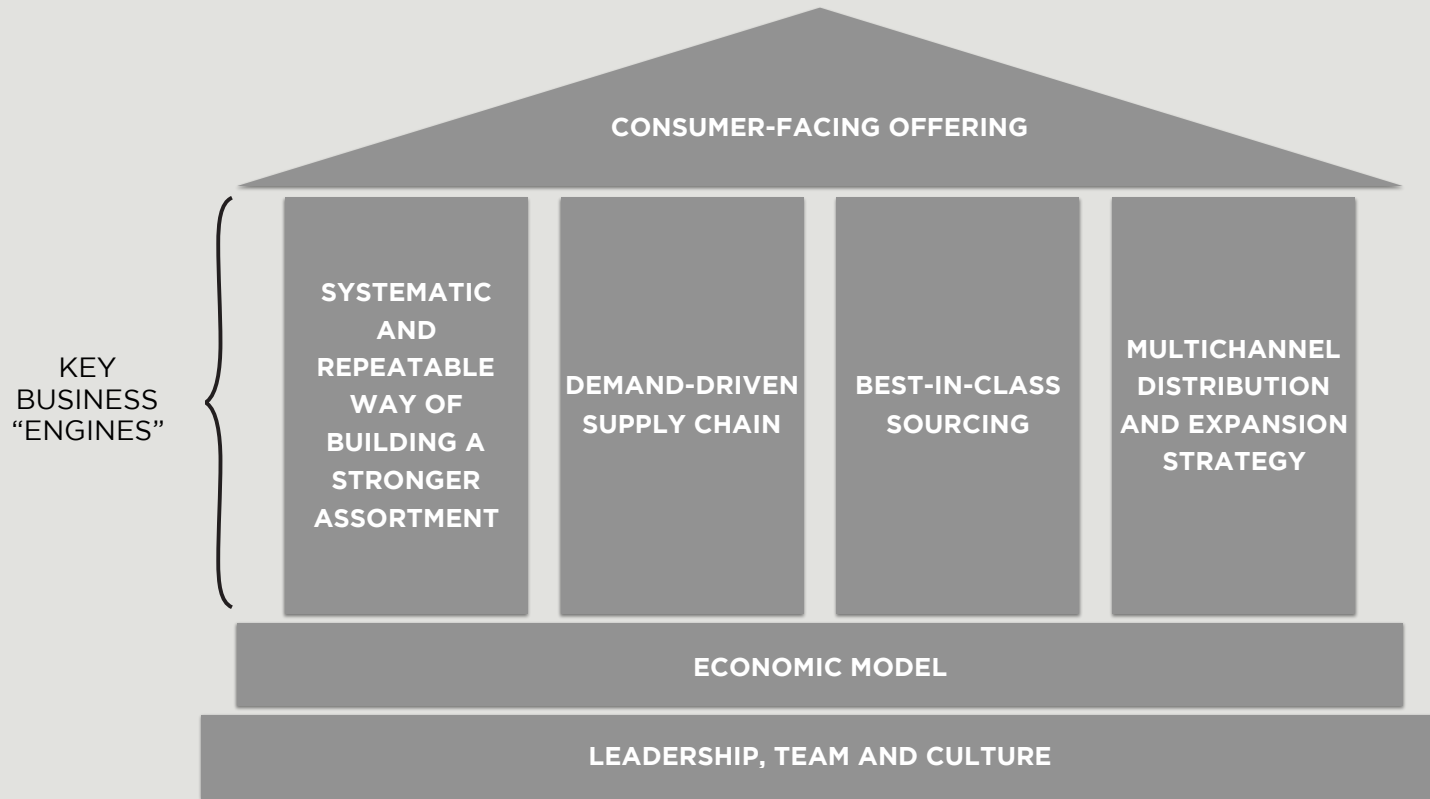 CONSUMER-FACING OFFERING
KEY
BUSINESS
“ENGINES”
SYSTEMATIC
AND
REPEATABLE
WAY OF
BUILDING A
STRONGER
ASSORTMENT
DEMAND-DRIVEN
SUPPLY CHAIN
BEST-IN-CLASS
SOURCING
MULTICHANNEL
DISTRIBUTION
AND EXPANSION
STRATEGY
ECONOMIC MODEL
LEADERSHIP, TEAM AND CULTURE